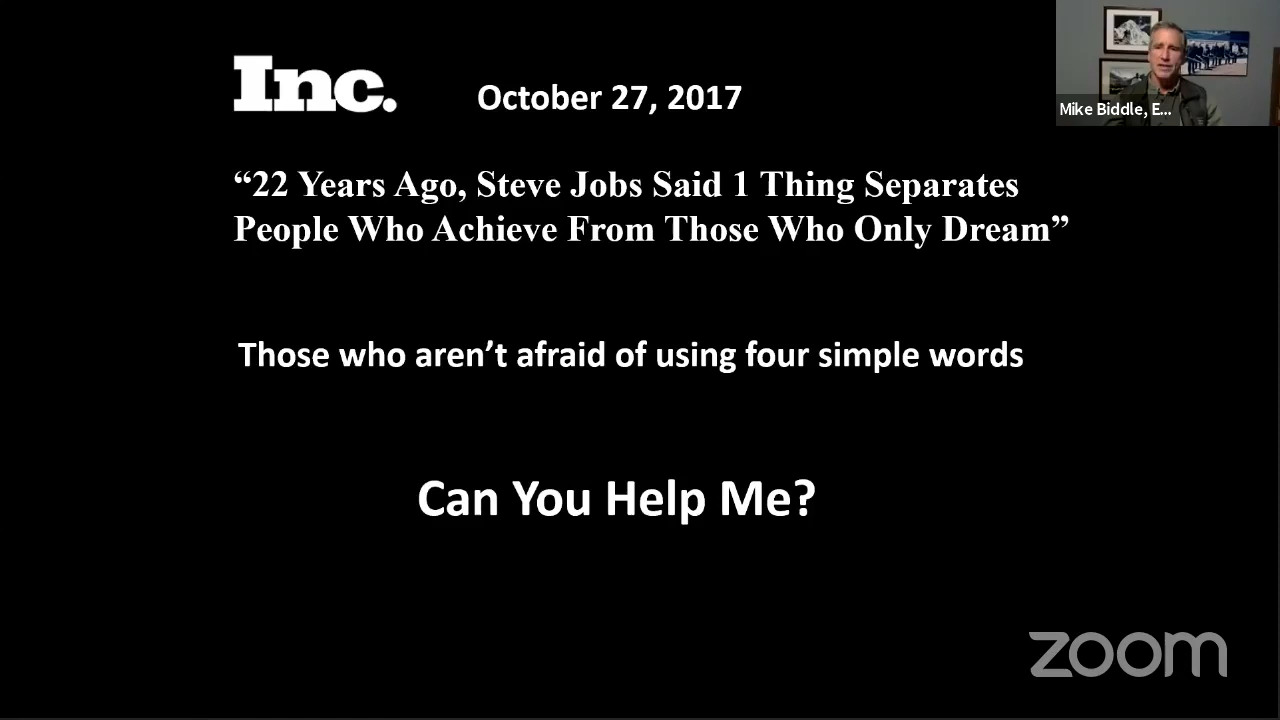 Inc.
October 27, 2017
Mike Biddle, E...
“22 Years Ago, Steve Jobs Said 1 Thing Separates
People Who Achieve From Those Who Only Dream”
Those who aren’t afraid of using four simple words
Can You Help Me?
zoom